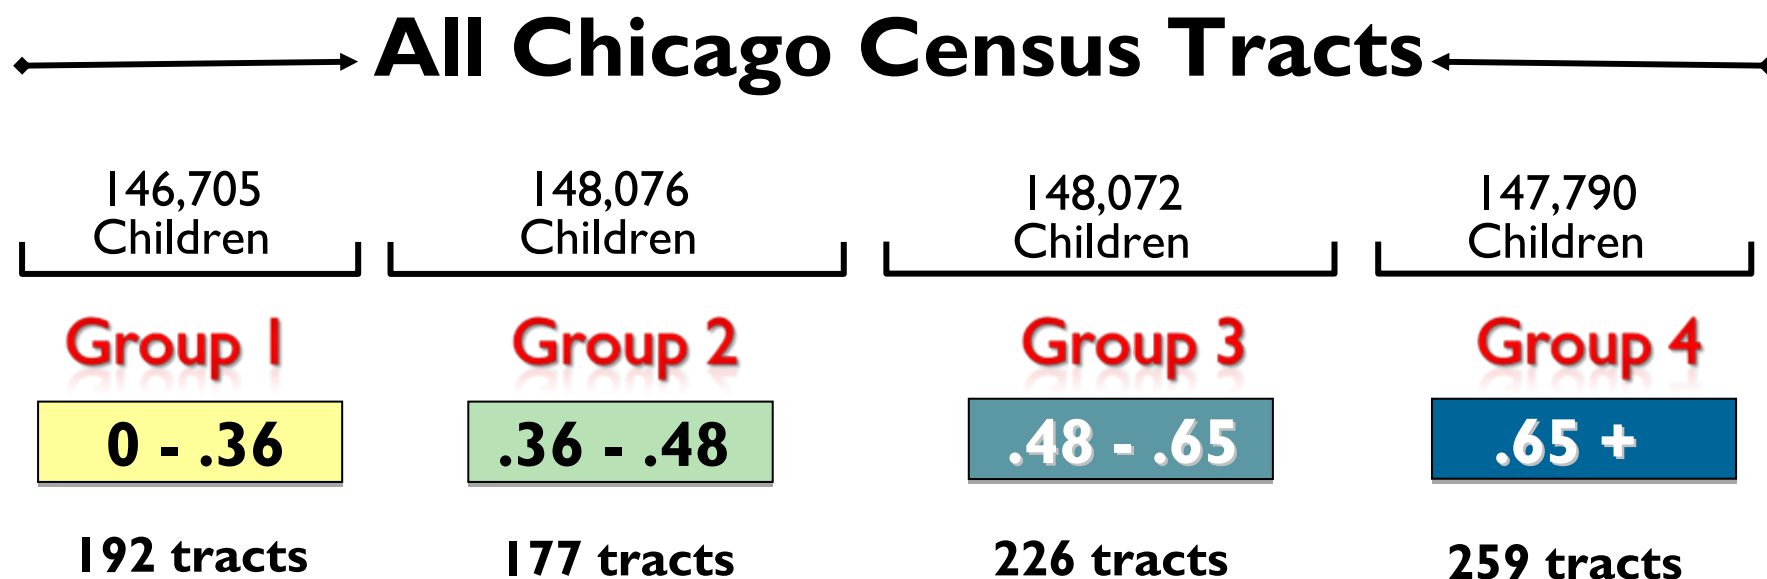 All Chicago Census Tracts
146,705
Children
148,076
Children
148,072
Children
147,790
Children
Group 1
Group 2
Group 3
Group 4
0 - .36
.36 - .48
.48 - .65
.65 +
192 tracts
177 tracts
226 tracts
259 tracts